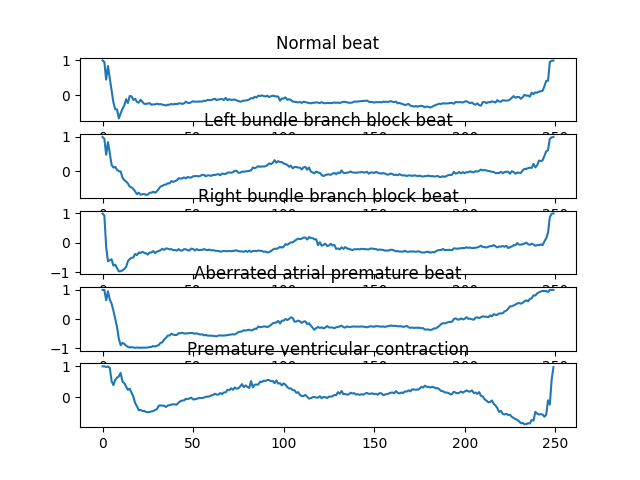 Normal beat
1
0
Left bundle branch block beat
1
0
Right bundle branch block beat
1
0
−1
Aberrated atrial premature beat
1
0
−1
Premature ventricular contraction
1
0
0 50 100 150 200 250